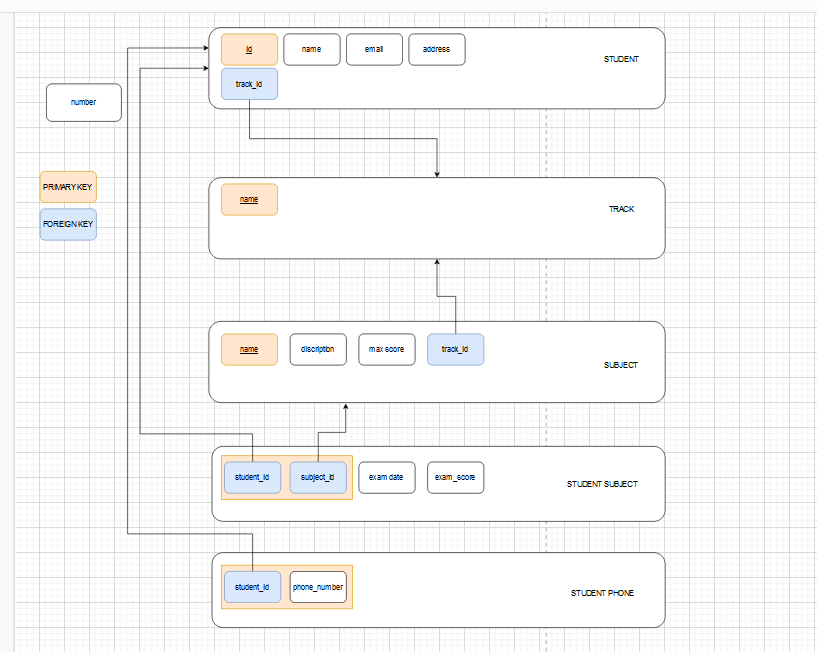 id
name
email
address
STUDENT
track_id
number
PRIMARY KEY
FOREIGN KEY
name
TRACK
name
discription
max score
track_id
SUBJECT
student_id
subject_id
exam date
exam_score
STUDENT SUBJECT
student_id
phone_number
STUDENT PHONE